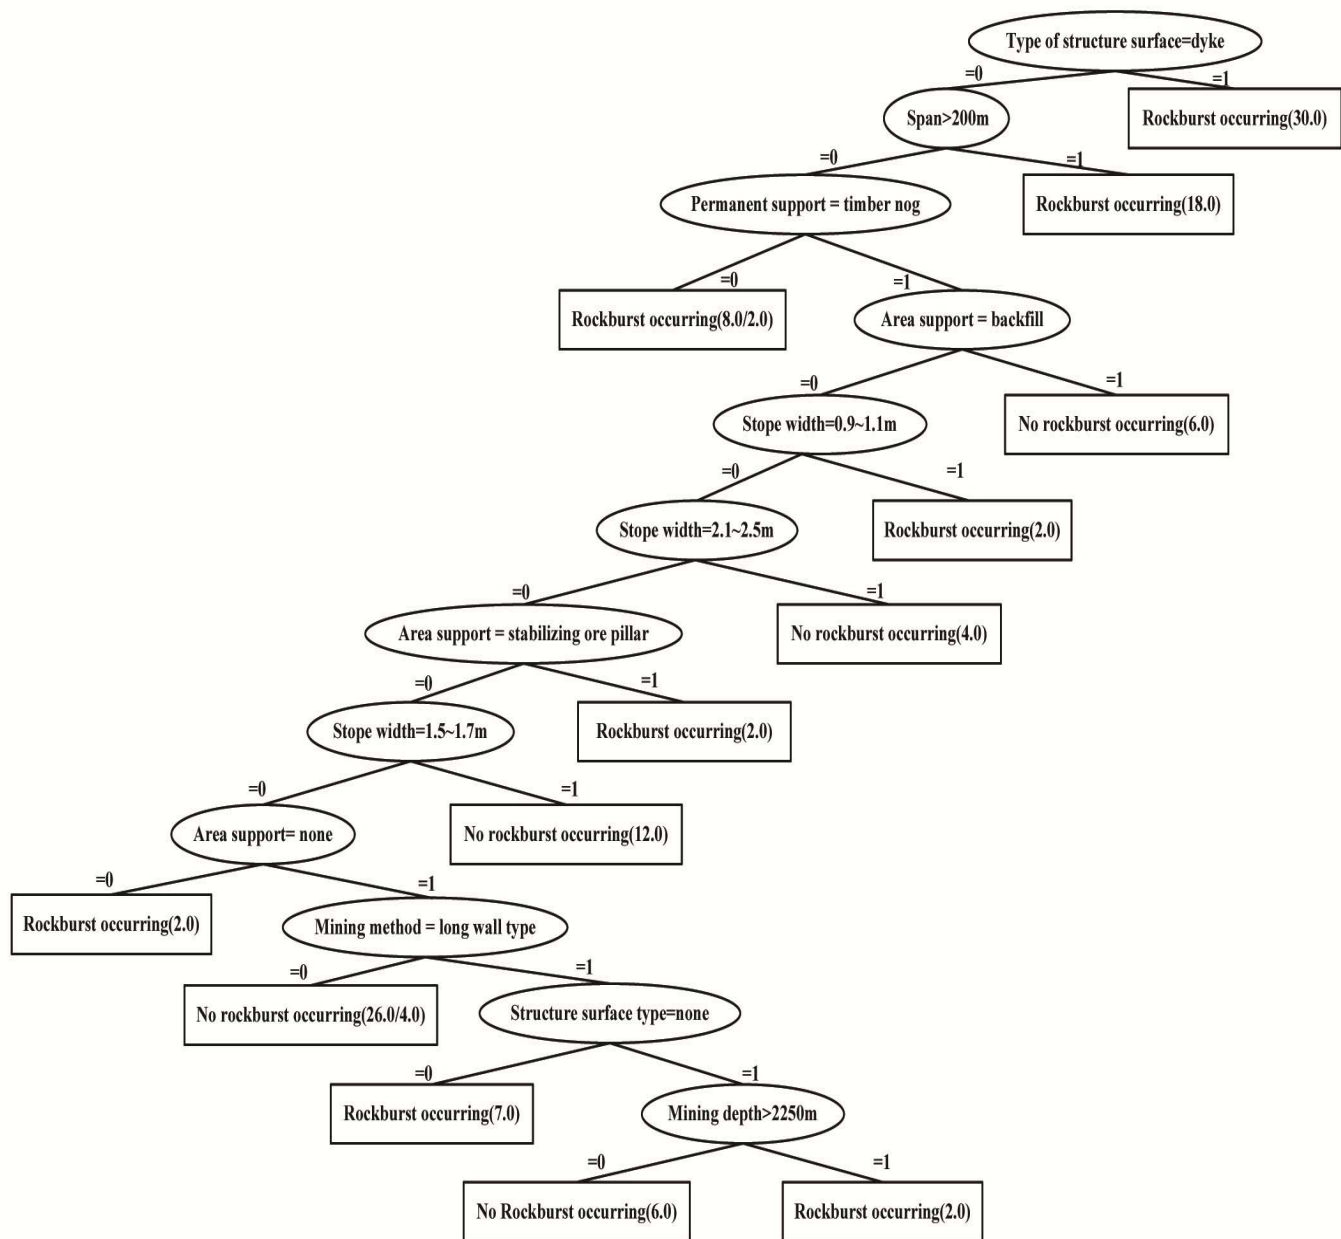 Type of structure surface=dyke
=0
=1
Span>200m
Rockburst occurring(30.0)
=0
=1
Permanent support = timber nog
Rockburst occurring(18.0)
=0
=1
Rockburst occurring(8.0/2.0)
Area support = backfill
=0
=1
Stope width=0.9~1.1m
No rockburst occurring(6.0)
=0
=1
Stope width=2.1~2.5m
Rockburst occurring(2.0)
=0
=1
Area support = stabilizing ore pillar
No rockburst occurring(4.0)
=0
=1
Stope width=1.5~1.7m
Rockburst occurring(2.0)
=0
=1
Area support= none
No rockburst occurring(12.0)
=0
=1
Rockburst occurring(2.0)
Mining method = long wall type
=0
=1
No rockburst occurring(26.0/4.0)
Structure surface type=none
=0
=1
Rockburst occurring(7.0)
Mining depth>2250m
=0
=1
No Rockburst occurring(6.0)
Rockburst occurring(2.0)